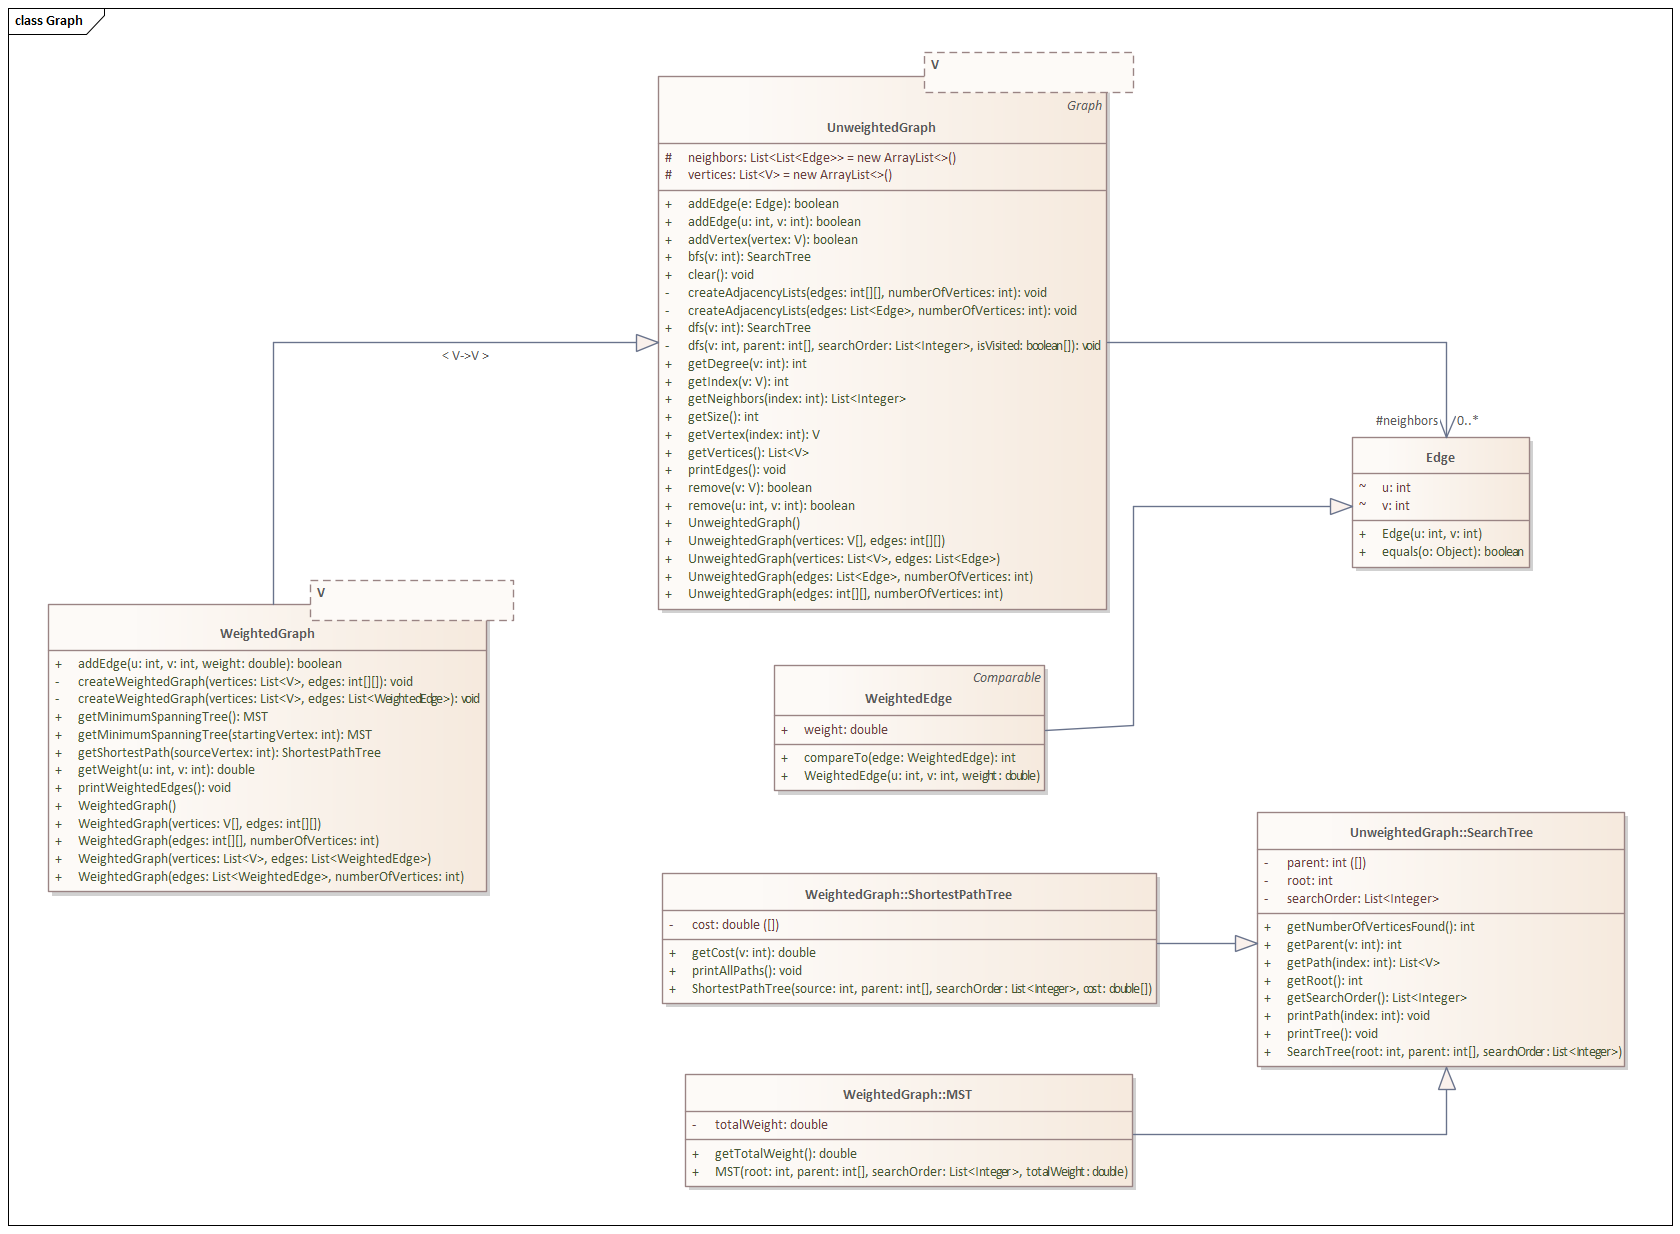 class Graph
V
Graph
UnweightedGraph
# neighbors: List<List<Edge>> = new ArrayList<>()
# vertices: List<V> = new ArrayList<>()
+ addEdge(e: Edge): boolean
+ addEdge(u: int, v: int): boolean
+ addVertex(vertex: V): boolean
+ bfs(v: int): SearchTree
+ clear(): void
- createAdjacencyLists(edges: int[][], numberOfVertices: int): void
- createAdjacencyLists(edges: List<Edge>, numberOfVertices: int): void
+ dfs(v: int): SearchTree
- dfs(v: int, parent: int[], searchOrder: List<Integer>, isVisited: boolean[]): void
+ getDegree(v: int): int
+ getIndex(v: V): int
+ getNeighbors(index: int): List<Integer>
+ getSize(): int
+ getVertex(index: int): V
+ getVertices(): List<V>
+ printEdges(): void
+ remove(v: V): boolean
+ remove(u: int, v: int): boolean
+ UnweightedGraph()
+ UnweightedGraph(vertices: V[], edges: int[][])
+ UnweightedGraph(vertices: List<V>, edges: List<Edge>)
+ UnweightedGraph(edges: List<Edge>, numberOfVertices: int)
+ UnweightedGraph(edges: int[][], numberOfVertices: int)
< V->V >
#neighbors 0..*
Edge
~ u: int
~ v: int
+ Edge(u: int, v: int)
+ equals(o: Object): boolean
V
WeightedGraph
+ addEdge(u: int, v: int, weight: double): boolean
- createWeightedGraph(vertices: List<V>, edges: int[][]): void
- createWeightedGraph(vertices: List<V>, edges: List<WeightedEdge>): void
+ getMinimumSpanningTree(): MST
+ getMinimumSpanningTree(startingVertex: int): MST
+ getShortestPath(sourceVertex: int): ShortestPathTree
+ getWeight(u: int, v: int): double
+ printWeightedEdges(): void
+ WeightedGraph()
+ WeightedGraph(vertices: V[], edges: int[][])
+ WeightedGraph(edges: int[][], numberOfVertices: int)
+ WeightedGraph(vertices: List<V>, edges: List<WeightedEdge>)
+ WeightedGraph(edges: List<WeightedEdge>, numberOfVertices: int)
Comparable
WeightedEdge
+ weight: double
+ compareTo(edge: WeightedEdge): int
+ WeightedEdge(u: int, v: int, weight: double)
UnweightedGraph::SearchTree
- parent: int ([])
- root: int
- searchOrder: List<Integer>
+ getNumberOfVerticesFound(): int
+ getParent(v: int): int
+ getPath(index: int): List<V>
+ getRoot(): int
+ getSearchOrder(): List<Integer>
+ printPath(index: int): void
+ printTree(): void
+ SearchTree(root: int, parent: int[], searchOrder: List<Integer>)
WeightedGraph::ShortestPathTree
- cost: double ([])
+ getCost(v: int): double
+ printAllPaths(): void
+ ShortestPathTree(source: int, parent: int[], searchOrder: List<Integer>, cost: double[])
WeightedGraph::MST
- totalWeight: double
+ getTotalWeight(): double
+ MST(root: int, parent: int[], searchOrder: List<Integer>, totalWeight: double)